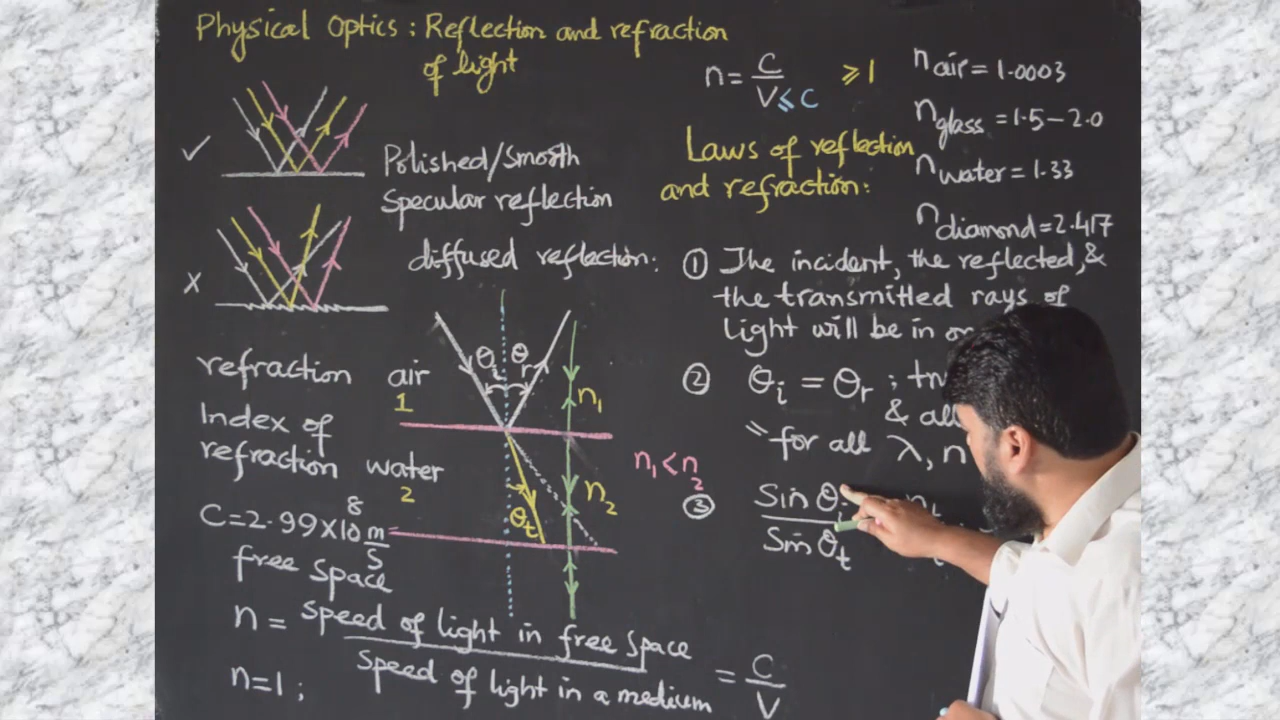 Physical Optics: Reflection and refraction
of light
✓
Polished/Smooth
Specular reflection
x
diffused reflection:
refraction
Index of
refraction
C=2.99×10⁸ m/s
free space
n = Speed of light in free space / Speed of light in a medium = C/V
n=1;
air
1
water
2
θi θr
θt
n1
n2
n1<n2
n = C/V ⩾1
⩽ C
n air = 1.0003
n glass = 1.5-2.0
n water = 1.33
n diamond = 2.417
Laws of reflection
and refraction:
① The incident, the reflected, &
the transmitted rays of
light will be in
② θi = θr ;
& all
" for all λ, n
③ Sin θi / Sin θt